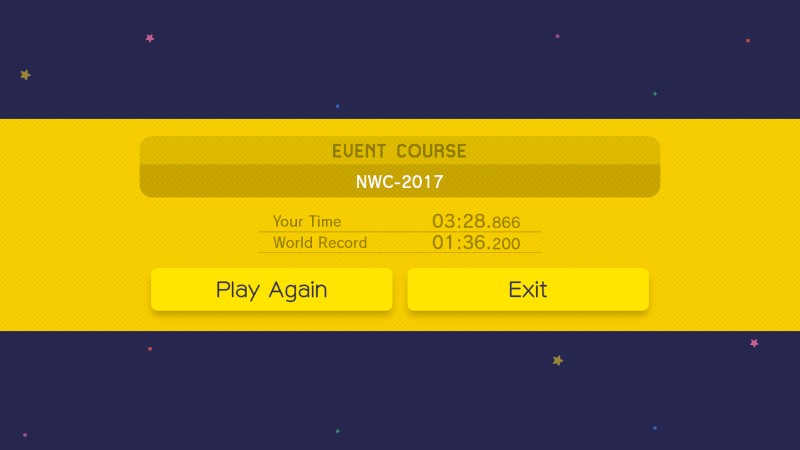 EVENT COURSE
NWC-2017
Your Time 03:28.866
World Record 01:36.200
Play Again Exit